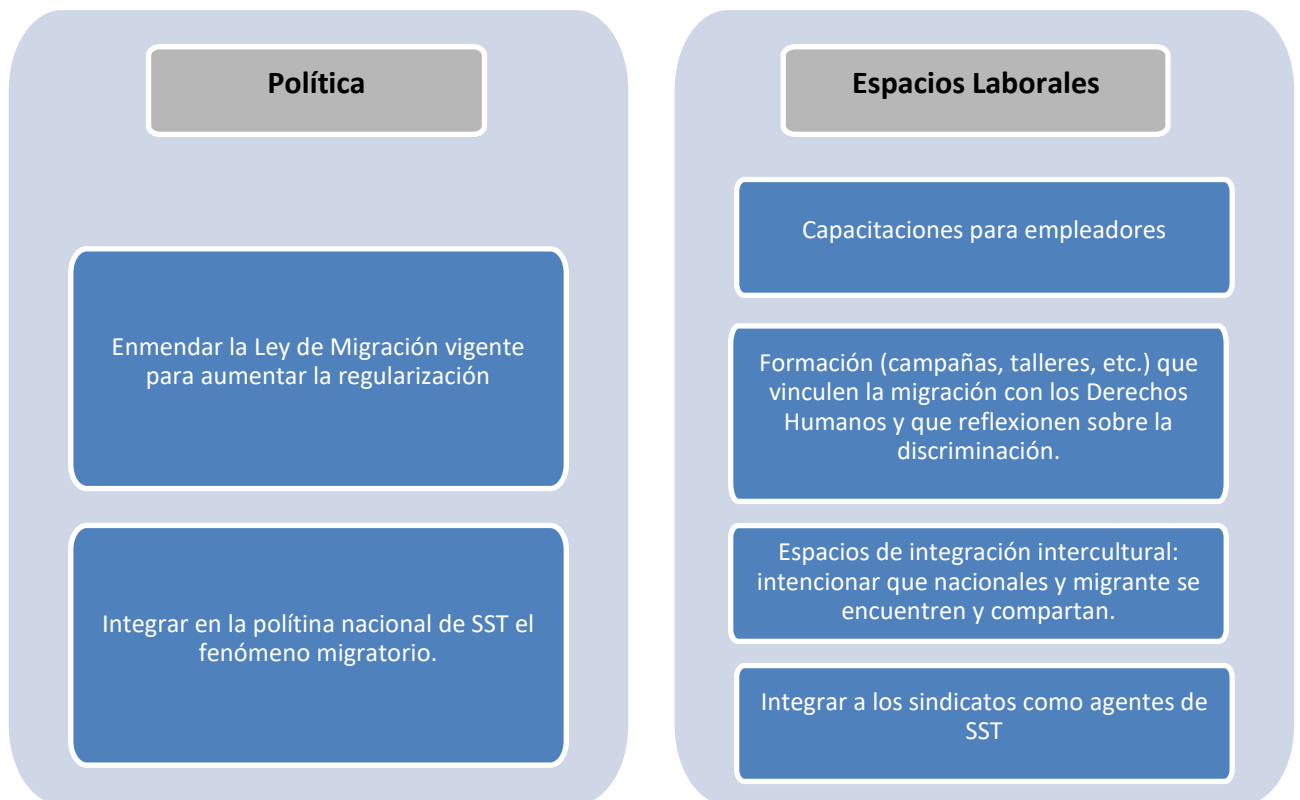 Política
Enmendar la Ley de Migración vigente
para aumentar la regularización
Integrar en la polítina nacional de SST el
fenómeno migratorio.
Espacios Laborales
Capacitaciones para empleadores
Formación (campañas, talleres, etc.) que
vinculen la migración con los Derechos
Humanos y que reflexionen sobre la
discriminación.
Espacios de integración intercultural:
intencionar que nacionales y migrante se
encuentren y compartan.
Integrar a los sindicatos como agentes de
SST